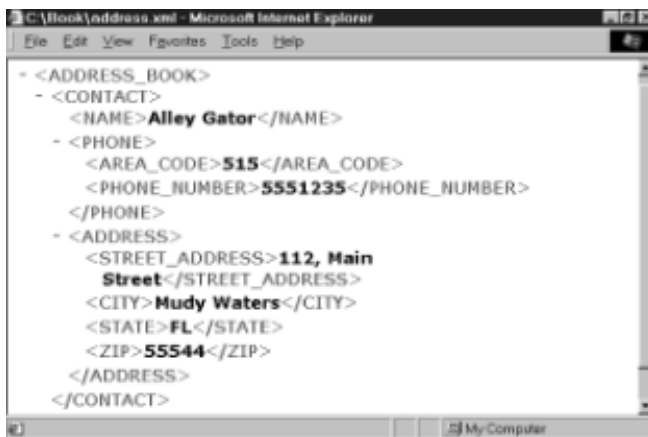 C:\Book\address.xml - Microsoft Internet Explorer
File Edit View Favorites Tools Help
- <ADDRESS_BOOK>
- <CONTACT>
<NAME>Alley Gator</NAME>
- <PHONE>
<AREA_CODE>515</AREA_CODE>
<PHONE_NUMBER>5551235</PHONE_NUMBER>
</PHONE>
- <ADDRESS>
<STREET_ADDRESS>112, Main
Street</STREET_ADDRESS>
<CITY>Mudy Waters</CITY>
<STATE>FL</STATE>
<ZIP>55544</ZIP>
</ADDRESS>
</CONTACT>
My Computer